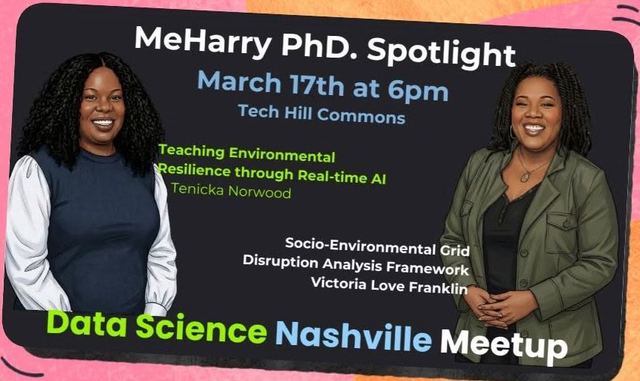 MeHarry PhD. Spotlight
March 17th at 6pm
Tech Hill Commons
Teaching Environmental
Resilience through Real-time AI
Tenicka Norwood
Socio-Environmental Grid
Disruption Analysis Framework
Victoria Love Franklin
Data Science Nashville Meetup